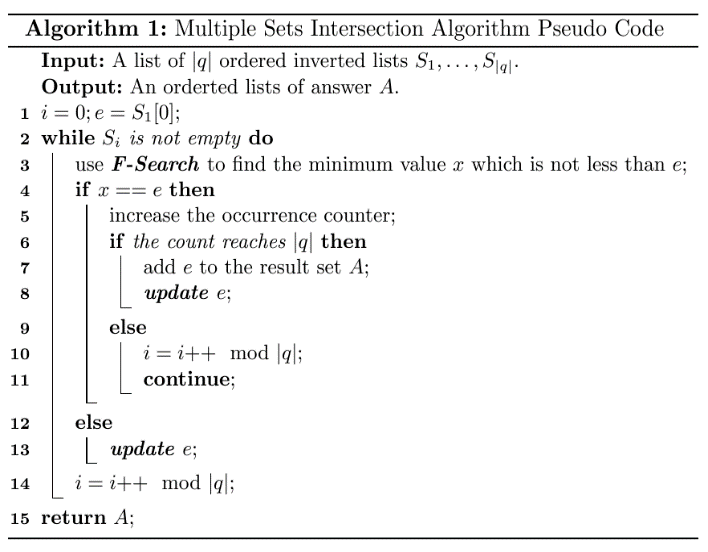 Algorithm 1: Multiple Sets Intersection Algorithm Pseudo Code
Input: A list of |q| ordered inverted lists S₁, . . . , S_{|q|}.
Output: An orderted lists of answer A.
1 i = 0; e = S₁[0];
2 while Sᵢ is not empty do
3 use F-Search to find the minimum value x which is not less than e;
4 if x == e then
5 increase the occurrence counter;
6 if the count reaches |q| then
7 add e to the result set A;
8 update e;
9 else
10 i = i++ mod |q|;
11 continue;
12 else
13 update e;
14 i = i++ mod |q|;
15 return A;